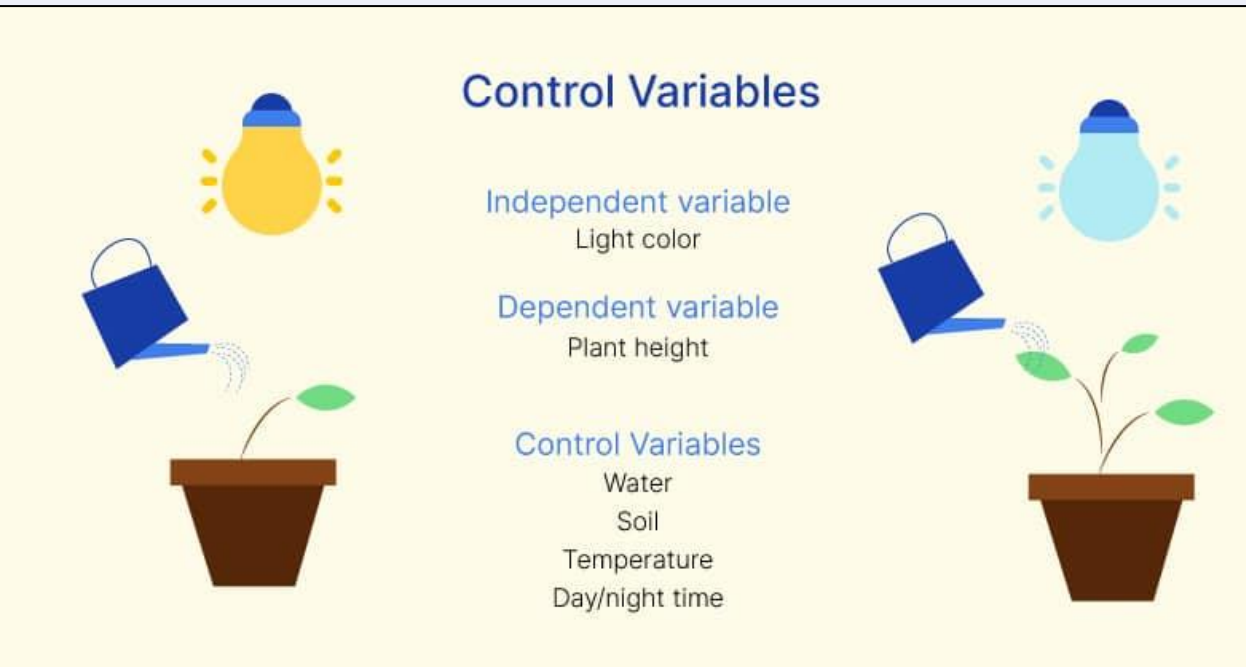 Control Variables
Independent variable
Light color
Dependent variable
Plant height
Control Variables
Water
Soil
Temperature
Day/night time